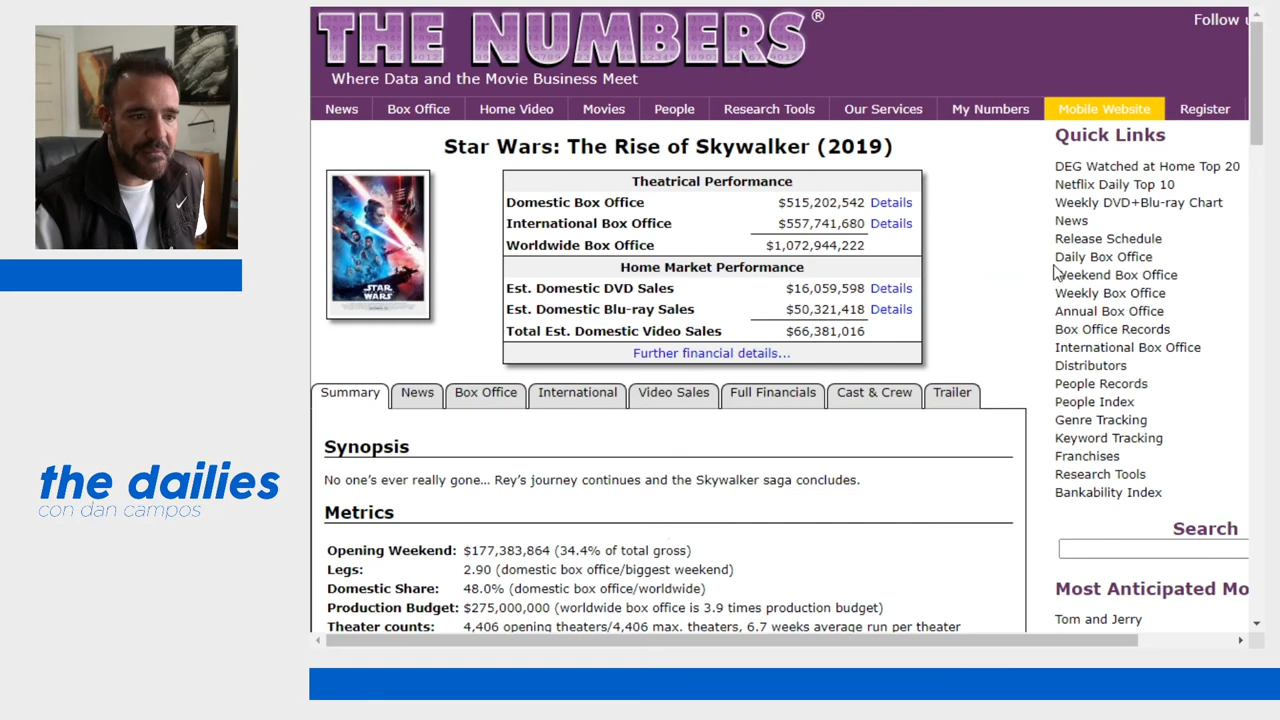 THE NUMBERS®
Where Data and the Movie Business Meet
Follow u
News Box Office Home Video Movies People Research Tools Our Services My Numbers Mobile Website Register
Star Wars: The Rise of Skywalker (2019)
STAR WARS
Theatrical Performance
Domestic Box Office $515,202,542 Details
International Box Office $557,741,680 Details
Worldwide Box Office $1,072,944,222
Home Market Performance
Est. Domestic DVD Sales $16,059,598 Details
Est. Domestic Blu-ray Sales $50,321,418 Details
Total Est. Domestic Video Sales $66,381,016
Further financial details...
Summary News Box Office International Video Sales Full Financials Cast & Crew Trailer
Synopsis
No one's ever really gone... Rey's journey continues and the Skywalker saga concludes.
Metrics
Opening Weekend: $177,383,864 (34.4% of total gross)
Legs: 2.90 (domestic box office/biggest weekend)
Domestic Share: 48.0% (domestic box office/worldwide)
Production Budget: $275,000,000 (worldwide box office is 3.9 times production budget)
Theater counts: 4,406 opening theaters/4,406 max. theaters, 6.7 weeks average run per theater
Quick Links
DEG Watched at Home Top 20
Netflix Daily Top 10
Weekly DVD+Blu-ray Chart
News
Release Schedule
Daily Box Office
Weekend Box Office
Weekly Box Office
Annual Box Office
Box Office Records
International Box Office
Distributors
People Records
People Index
Genre Tracking
Keyword Tracking
Franchises
Research Tools
Bankability Index
Search
Most Anticipated Mo
Tom and Jerry
the dailies
con dan campos